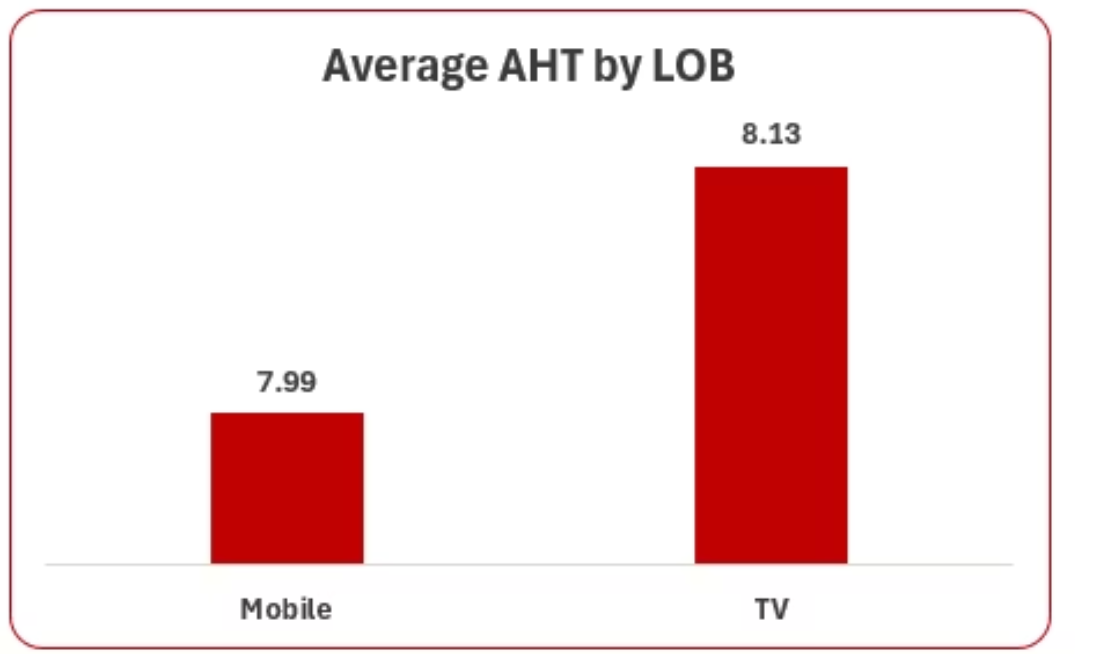 Average AHT by LOB
8.13
7.99
Mobile
TV